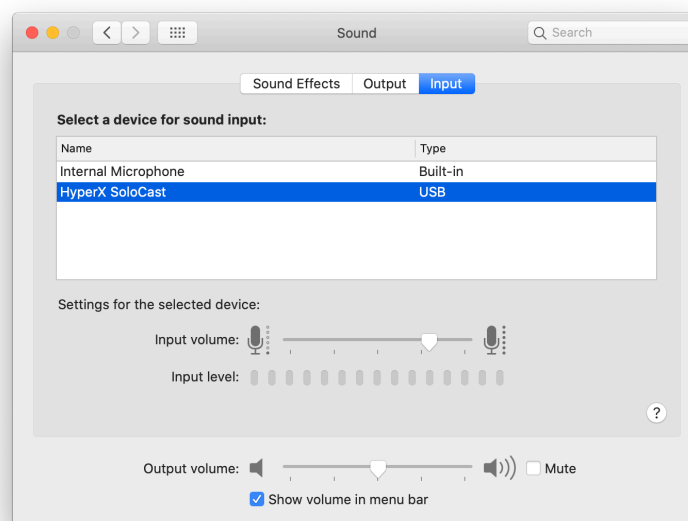 Sound
Search
Sound Effects Output Input
Select a device for sound input:
Name Type
Internal Microphone Built-in
HyperX SoloCast USB
Settings for the selected device:
Input volume:
Input level:
?
Output volume: Mute
Show volume in menu bar